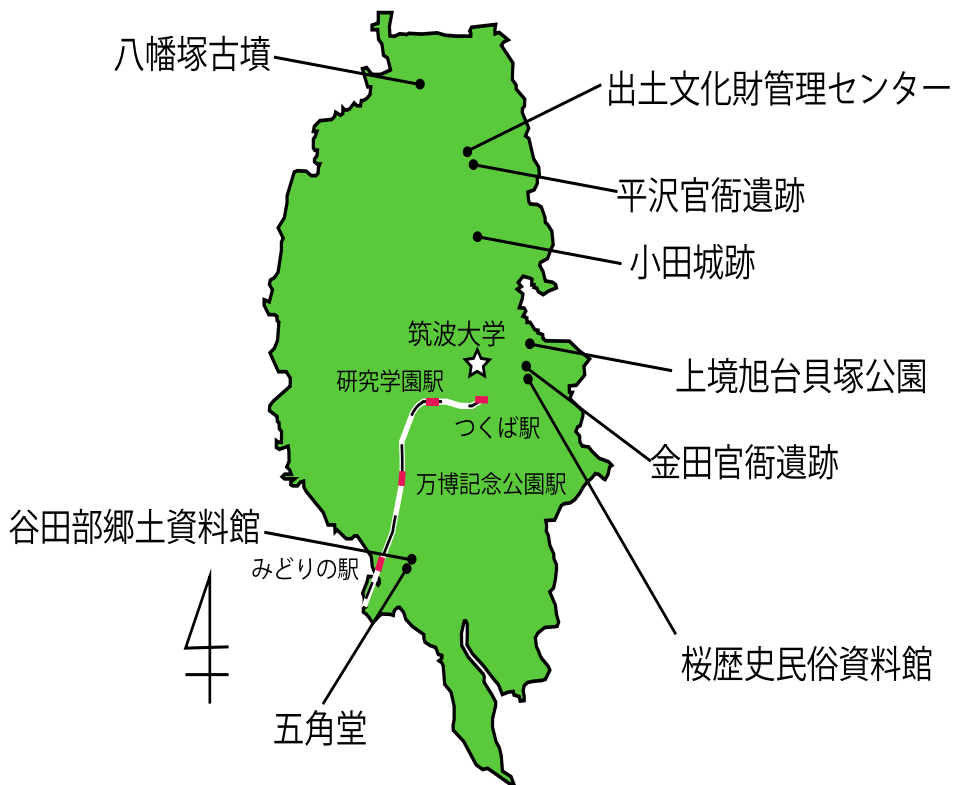 八幡塚古墳
出土文化財管理センター
平沢官衙遺跡
小田城跡
筑波大学
上境旭台貝塚公園
研究学園駅
つくば駅
金田官衙遺跡
万博記念公園駅
谷田部郷土資料館
みどりの駅
桜歴史民俗資料館
五角堂